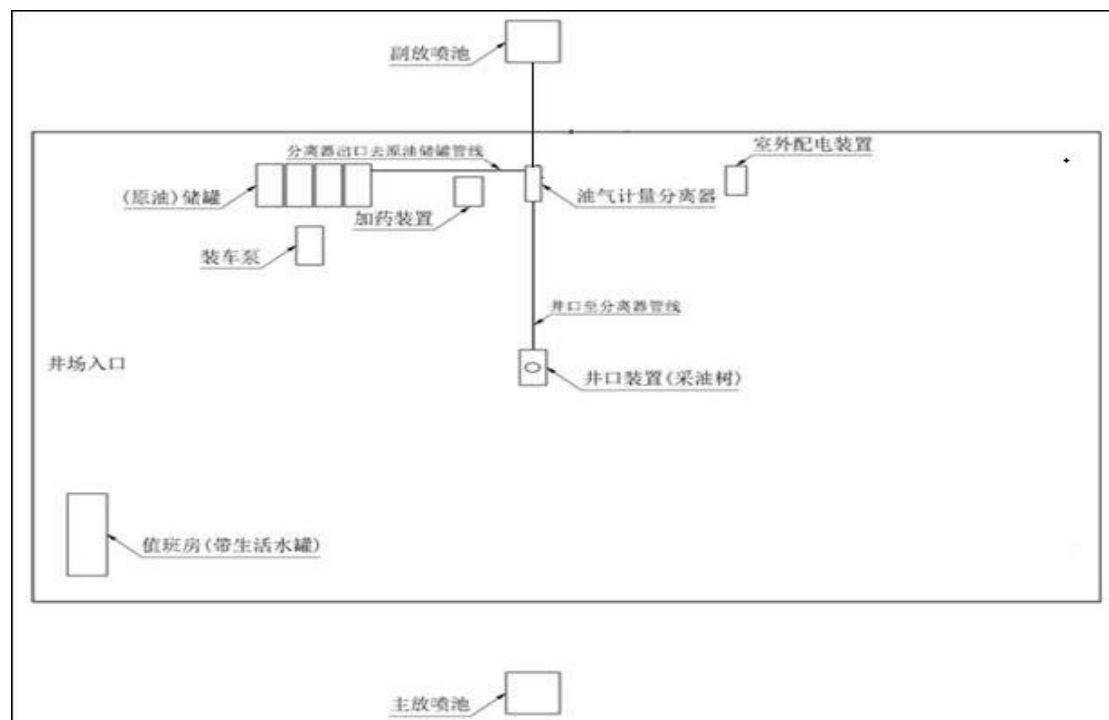 副放喷池
分离器出口去原油储罐管线
室外配电装置
(原油)储罐
加药装置
油气计量分离器
装车泵
井口至分离器管线
井场入口
井口装置(采油树)
值班房(带生活水罐)
主放喷池